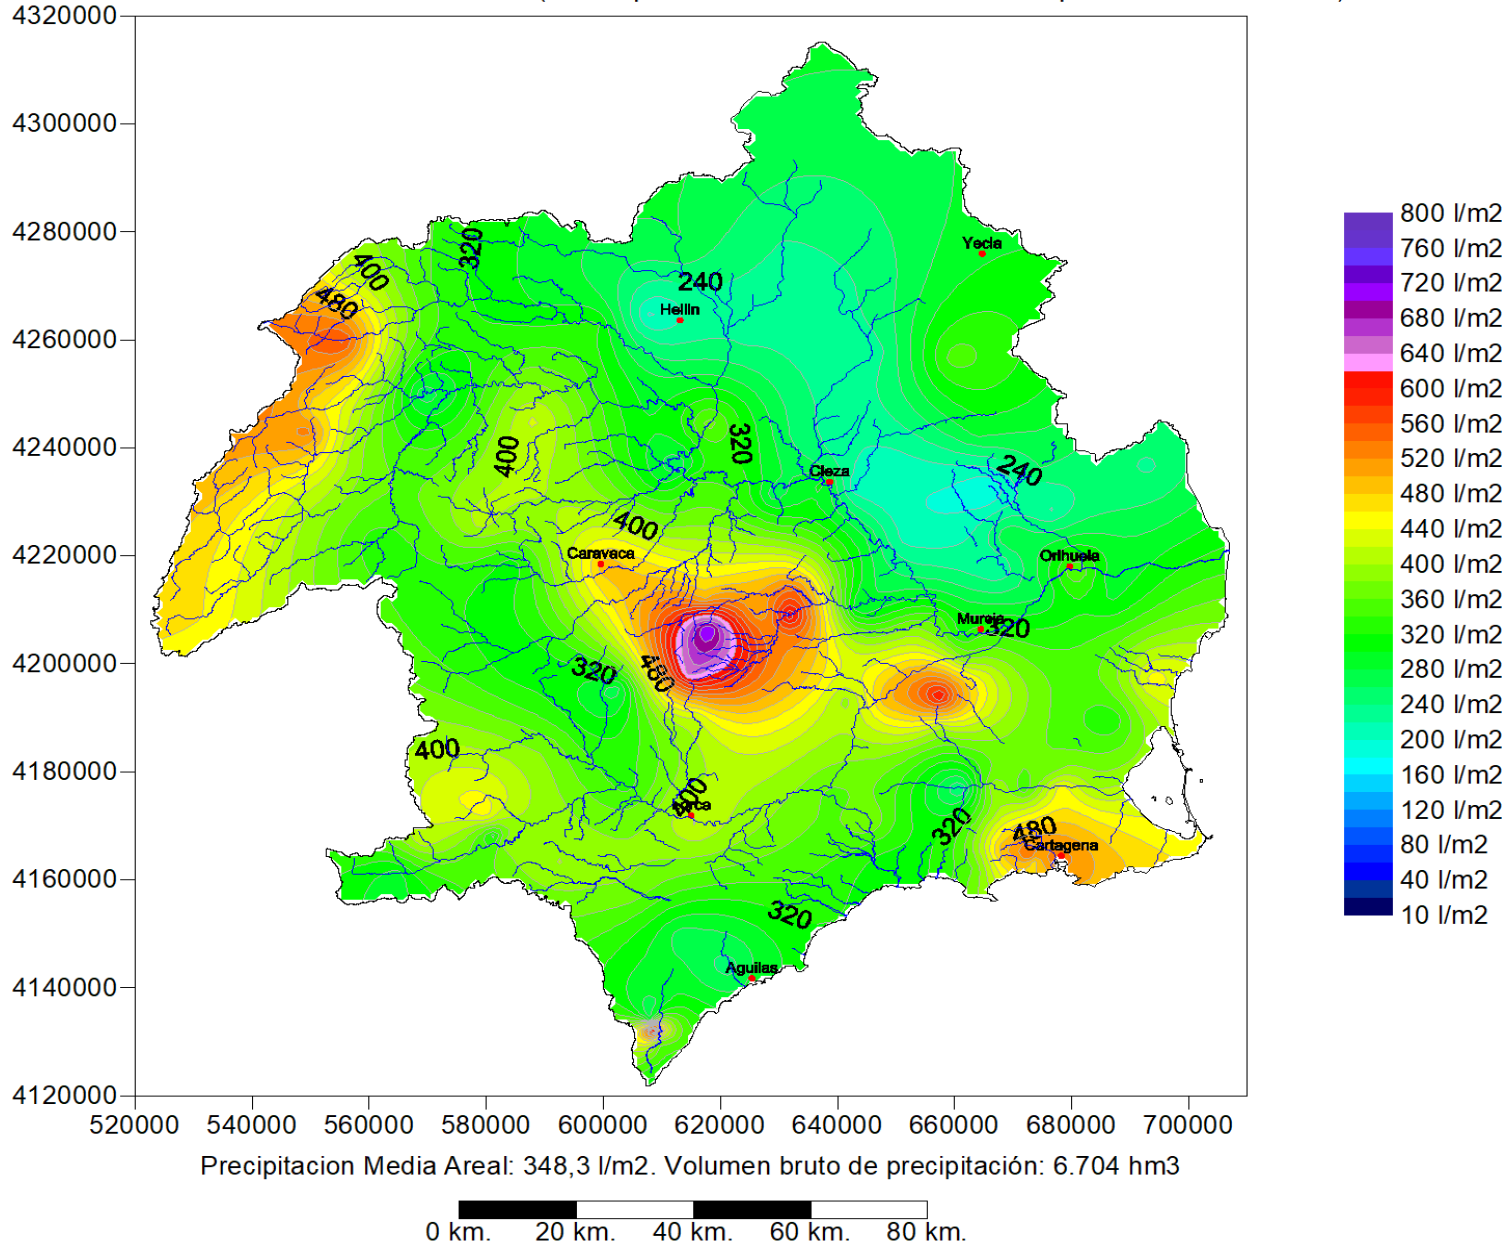 4320000
4300000
4280000
4260000
4240000
4220000
4200000
4180000
4160000
4140000
4120000
520000 540000 560000 580000 600000 620000 640000 660000 680000 700000
Yecla
320
400
480
240
Hellin
400
320
Cieza
240
400
Caravaca
Orihuela
Murcia
320
320
480
400
400
Lorca
320
480
Cartagena
320
Aguilas
800 l/m2
760 l/m2
720 l/m2
680 l/m2
640 l/m2
600 l/m2
560 l/m2
520 l/m2
480 l/m2
440 l/m2
400 l/m2
360 l/m2
320 l/m2
280 l/m2
240 l/m2
200 l/m2
160 l/m2
120 l/m2
80 l/m2
40 l/m2
10 l/m2
Precipitacion Media Areal: 348,3 l/m2. Volumen bruto de precipitación: 6.704 hm3
0 km. 20 km. 40 km. 60 km. 80 km.